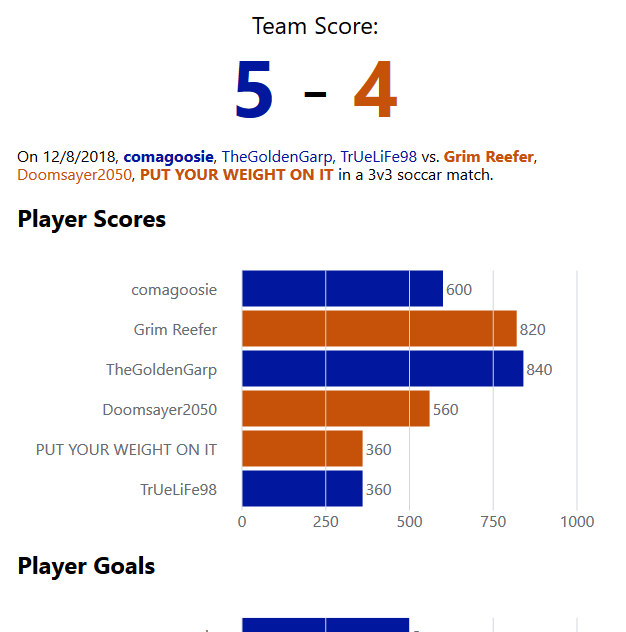 Team Score:
5 - 4
On 12/8/2018, comagoosie, TheGoldenGarp, TrUeLiFe98 vs. Grim Reefer,
Doomsayer2050, PUT YOUR WEIGHT ON IT in a 3v3 soccar match.
Player Scores
comagoosie 600
Grim Reefer 820
TheGoldenGarp 840
Doomsayer2050 560
PUT YOUR WEIGHT ON IT 360
TrUeLiFe98 360
0 250 500 750 1000
Player Goals